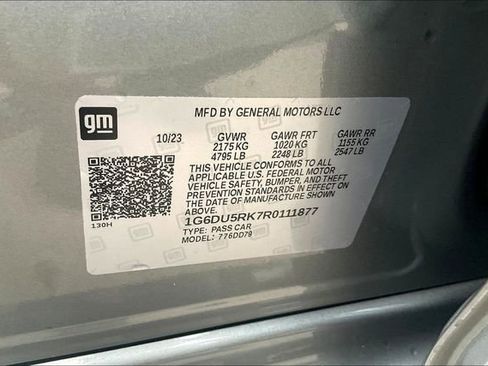 gm
MFD BY GENERAL MOTORS LLC
10/23 GVWR GAWR FRT GAWR RR
2175 KG 1020 KG 1155 KG
4795 LB 2248 LB 2547 LB
THIS VEHICLE CONFORMS TO ALL
APPLICABLE U.S. FEDERAL MOTOR
VEHICLE SAFETY, BUMPER, AND THEFT
PREVENTION STANDARDS IN EFFECT ON
THE DATE OF MANUFACTURE SHOWN
ABOVE.
130H
1G6DU5RK7R0111877
TYPE: PASS CAR
MODEL: 776DD79